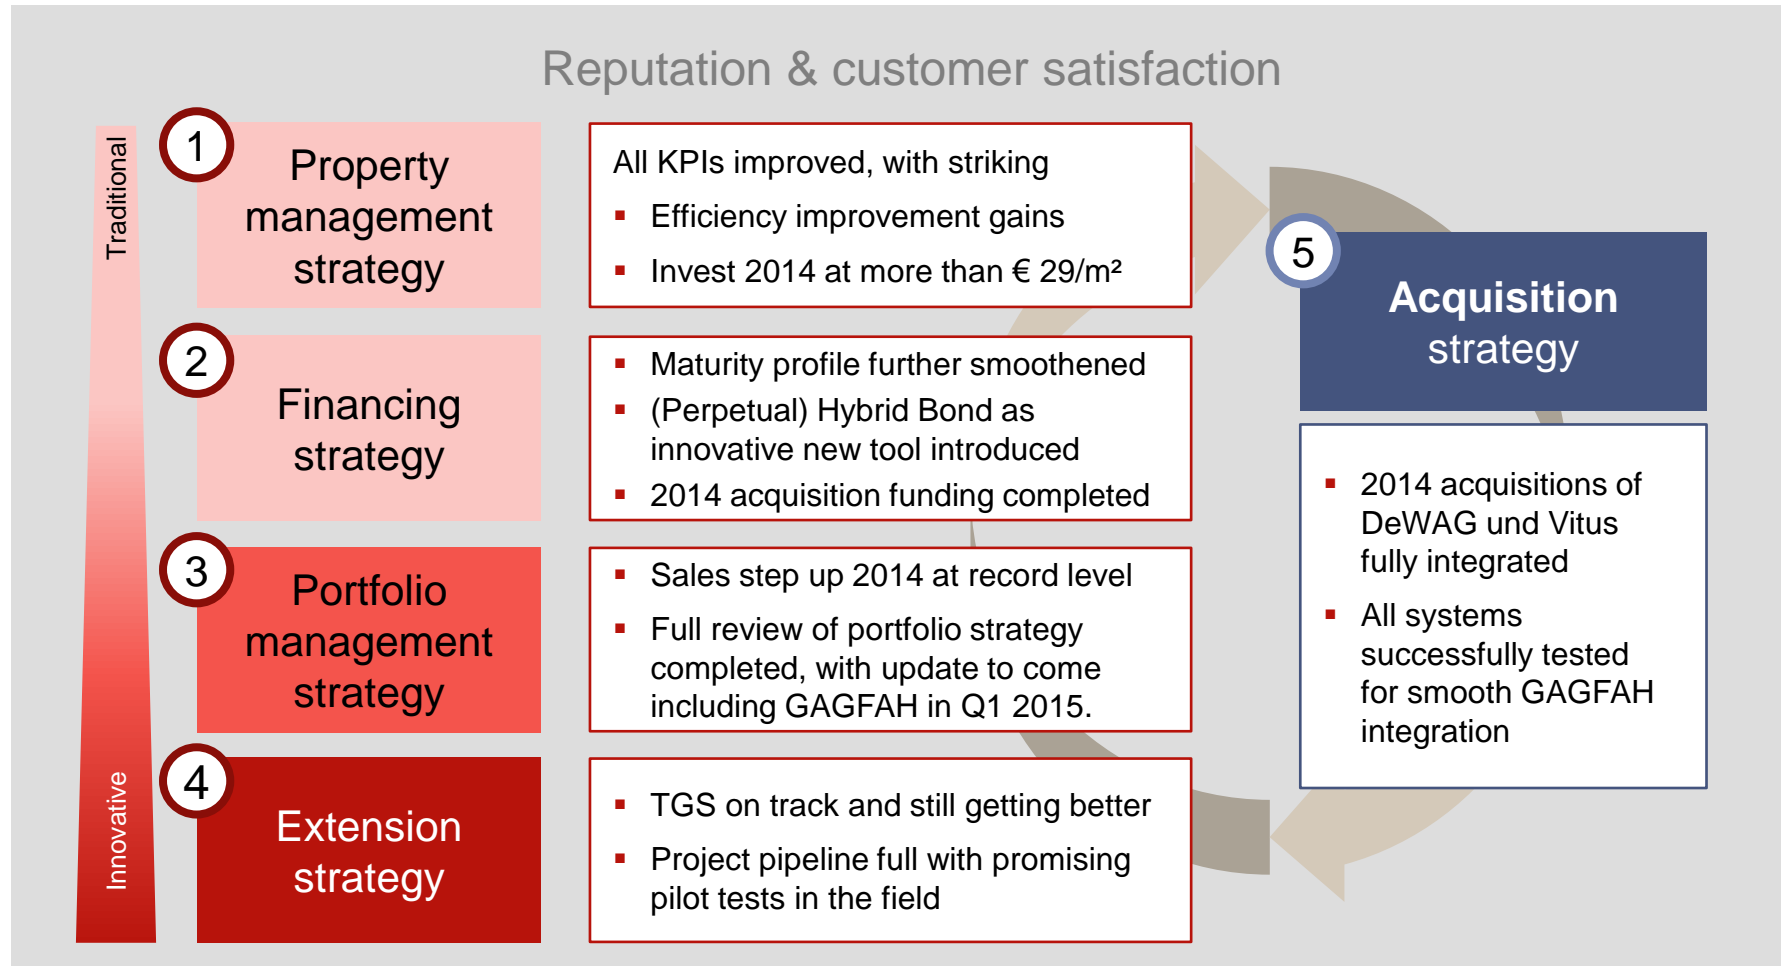 Reputation & customer satisfaction
Traditional
Innovative
1
Property
management
strategy
All KPIs improved, with striking
▪ Efficiency improvement gains
▪ Invest 2014 at more than € 29/m²
2
Financing
strategy
▪ Maturity profile further smoothened
▪ (Perpetual) Hybrid Bond as
innovative new tool introduced
▪ 2014 acquisition funding completed
3
Portfolio
management
strategy
▪ Sales step up 2014 at record level
▪ Full review of portfolio strategy
completed, with update to come
including GAGFAH in Q1 2015.
4
Extension
strategy
▪ TGS on track and still getting better
▪ Project pipeline full with promising
pilot tests in the field
5
Acquisition
strategy
▪ 2014 acquisitions of
DeWAG und Vitus
fully integrated
▪ All systems
successfully tested
for smooth GAGFAH
integration